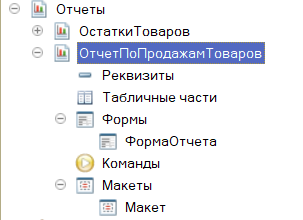 Отчеты
ОстаткиТоваров
ОтчетПоПродажамТоваров
Реквизиты
Табличные части
Формы
ФормаОтчета
Команды
Макеты
Макет